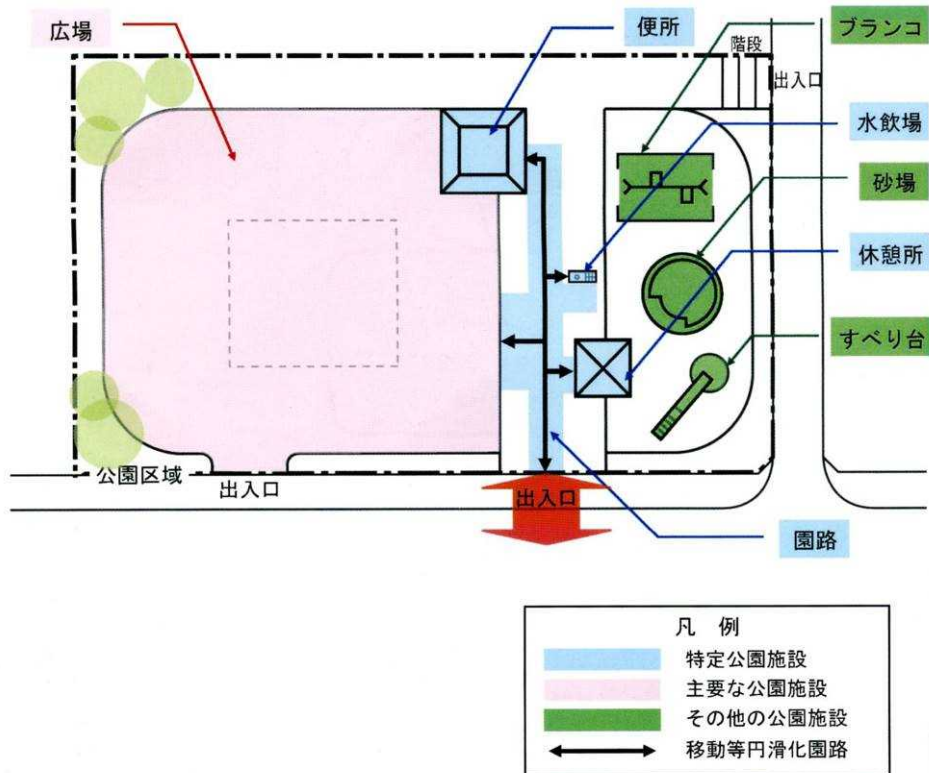 広場
便所
ブランコ
階段
出入口
水飲場
砂場
休憩所
すべり台
公園区域
出入口
出入口
園路
凡 例
特定公園施設
主要な公園施設
その他の公園施設
移動等円滑化園路